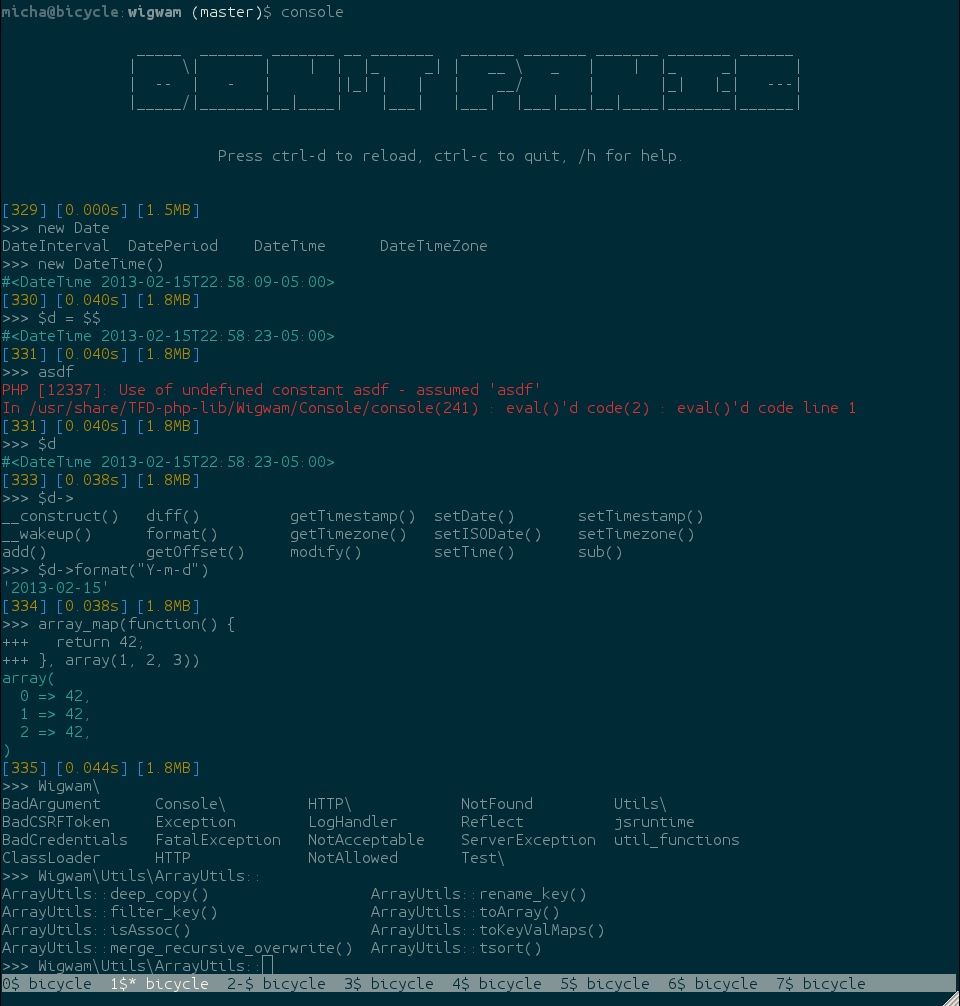 micha@bicycle:wigwam (master)$ console
DON'T PANIC
Press ctrl-d to reload, ctrl-c to quit, /h for help.
[329] [0.000s] [1.5MB]
>>> new Date
DateInterval  DatePeriod    DateTime      DateTimeZone
>>> new DateTime()
#<DateTime 2013-02-15T22:58:09-05:00>
[330] [0.040s] [1.8MB]
>>> $d = $$
#<DateTime 2013-02-15T22:58:23-05:00>
[331] [0.040s] [1.8MB]
>>> asdf
PHP [12337]: Use of undefined constant asdf - assumed 'asdf'
In /usr/share/TFD-php-lib/Wigwam/Console/console(241) : eval()'d code(2) : eval()'d code line 1
[331] [0.040s] [1.8MB]
>>> $d
#<DateTime 2013-02-15T22:58:23-05:00>
[333] [0.038s] [1.8MB]
>>> $d->
__construct()   diff()          getTimestamp()  setDate()       setTimestamp()
__wakeup()      format()        getTimezone()   setISODate()    setTimezone()
add()           getOffset()     modify()        setTime()       sub()
>>> $d->format("Y-m-d")
'2013-02-15'
[334] [0.038s] [1.8MB]
>>> array_map(function() {
+++   return 42;
+++ }, array(1, 2, 3))
array(
  0 => 42,
  1 => 42,
  2 => 42,
)
[335] [0.044s] [1.8MB]
>>> Wigwam\
BadArgument      Console\         HTTP\            NotFound         Utils\
BadCSRFToken     Exception        LogHandler       Reflect          jsruntime
BadCredentials   FatalException   NotAcceptable    ServerException  util_functions
ClassLoader      HTTP             NotAllowed       Test\
>>> Wigwam\Utils\ArrayUtils::
ArrayUtils::deep_copy()                  ArrayUtils::rename_key()
ArrayUtils::filter_key()                 ArrayUtils::toArray()
ArrayUtils::isAssoc()                    ArrayUtils::toKeyValMaps()
ArrayUtils::merge_recursive_overwrite()  ArrayUtils::tsort()
>>> Wigwam\Utils\ArrayUtils::
0$ bicycle  1$* bicycle  2-$ bicycle  3$ bicycle  4$ bicycle  5$ bicycle  6$ bicycle  7$ bicycle